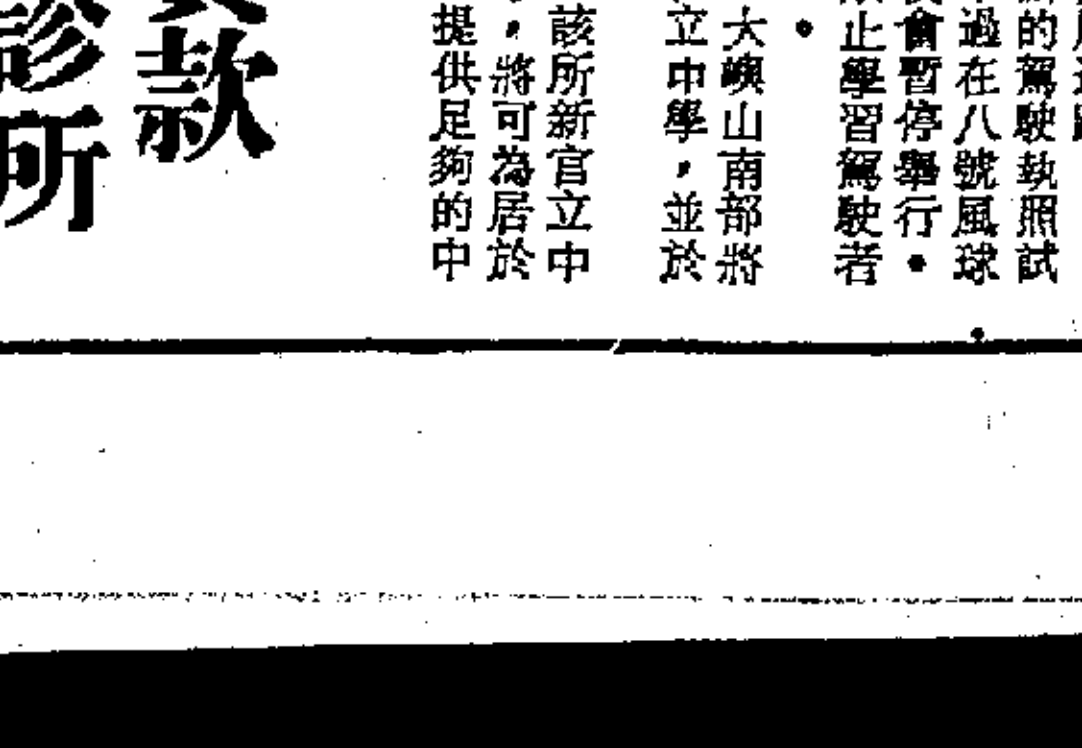 的駕駛執照試
過在八號風球
會暫停舉行。
止學習駕駛者
。
大嶼山南部將
立中學，並於
該所新官立中
，將可為居於
提供足夠的中
款
診所